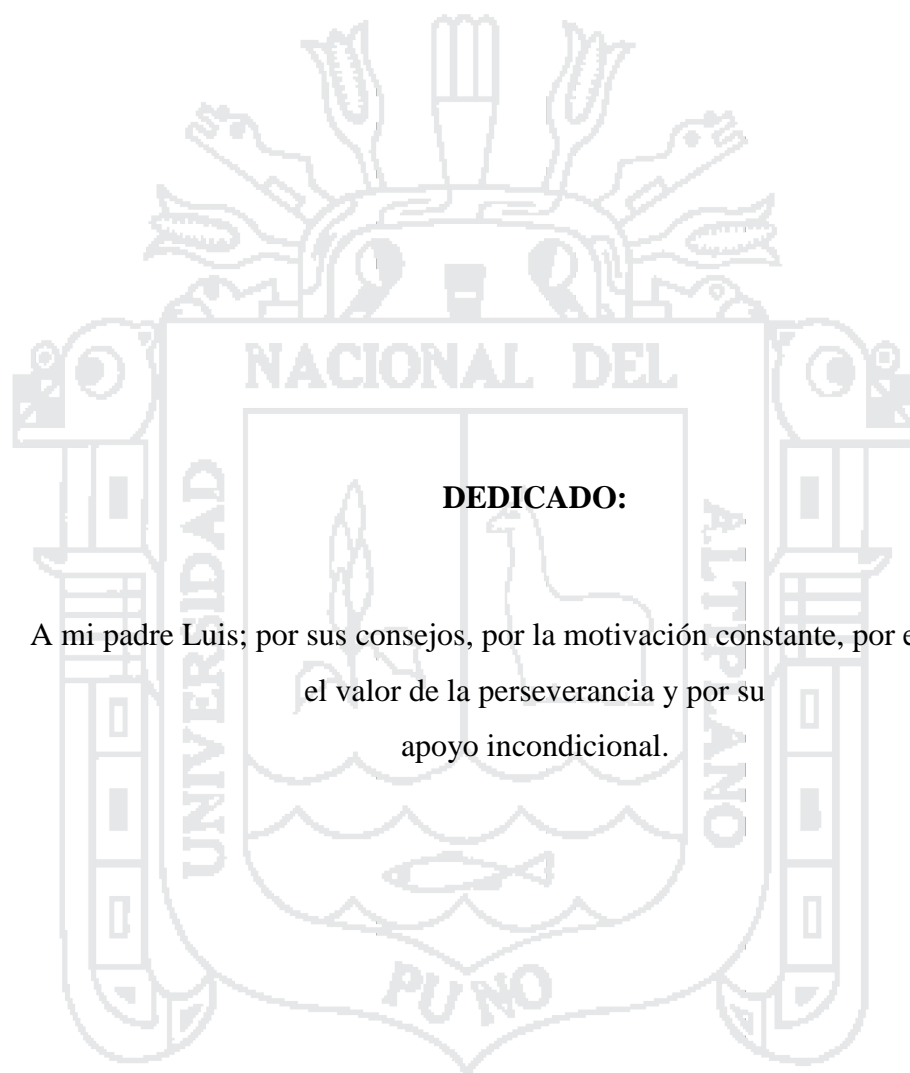 NACIONAL DEL
UNIVERSIDAD
ALTIPLANO
DEDICADO:
A mi padre Luis; por sus consejos, por la motivación constante, por
el valor de la perseverancia y por su
apoyo incondicional.
PUNO